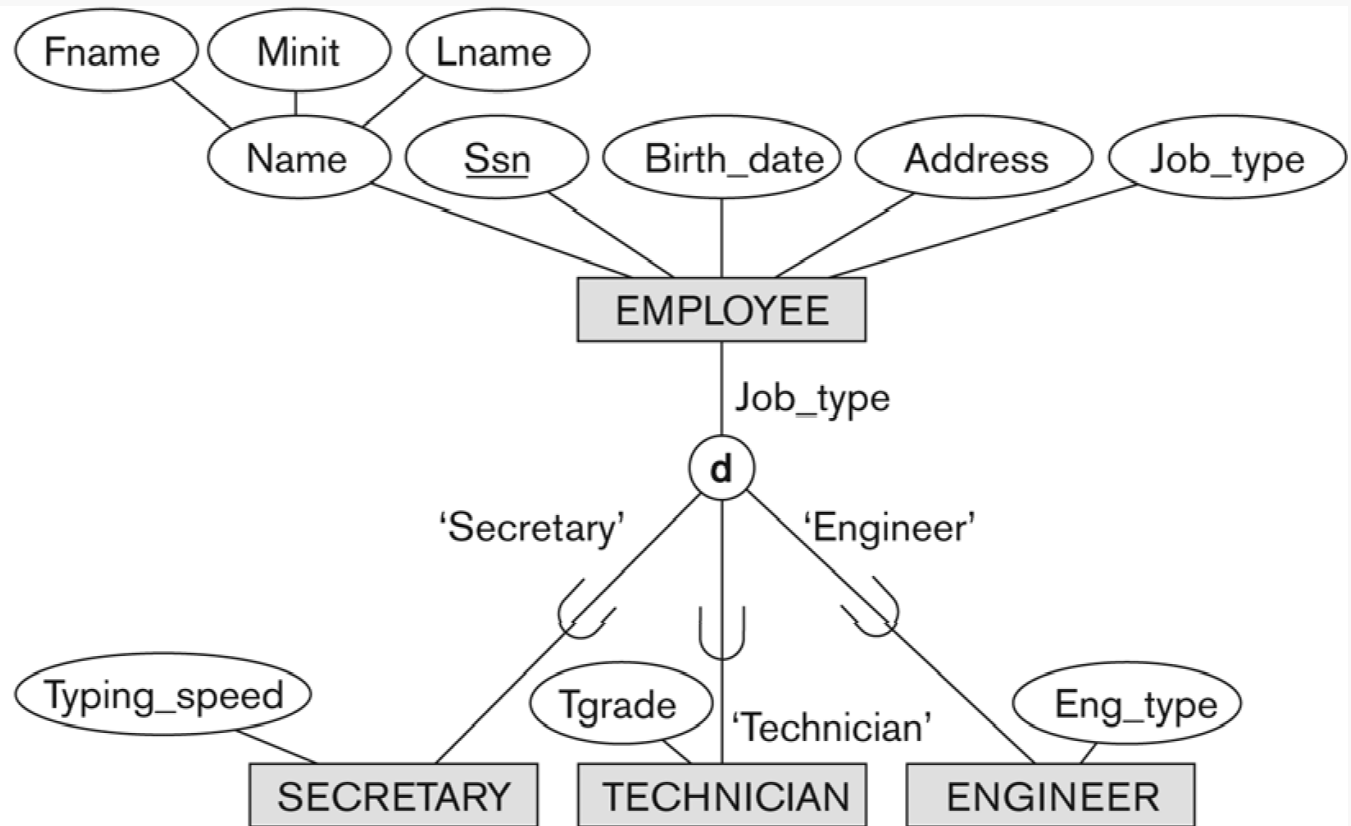 Fname Minit Lname
Name Ssn Birth_date Address Job_type
EMPLOYEE
Job_type
d
‘Secretary’ ‘Engineer’
Typing_speed Tgrade ‘Technician’ Eng_type
SECRETARY TECHNICIAN ENGINEER